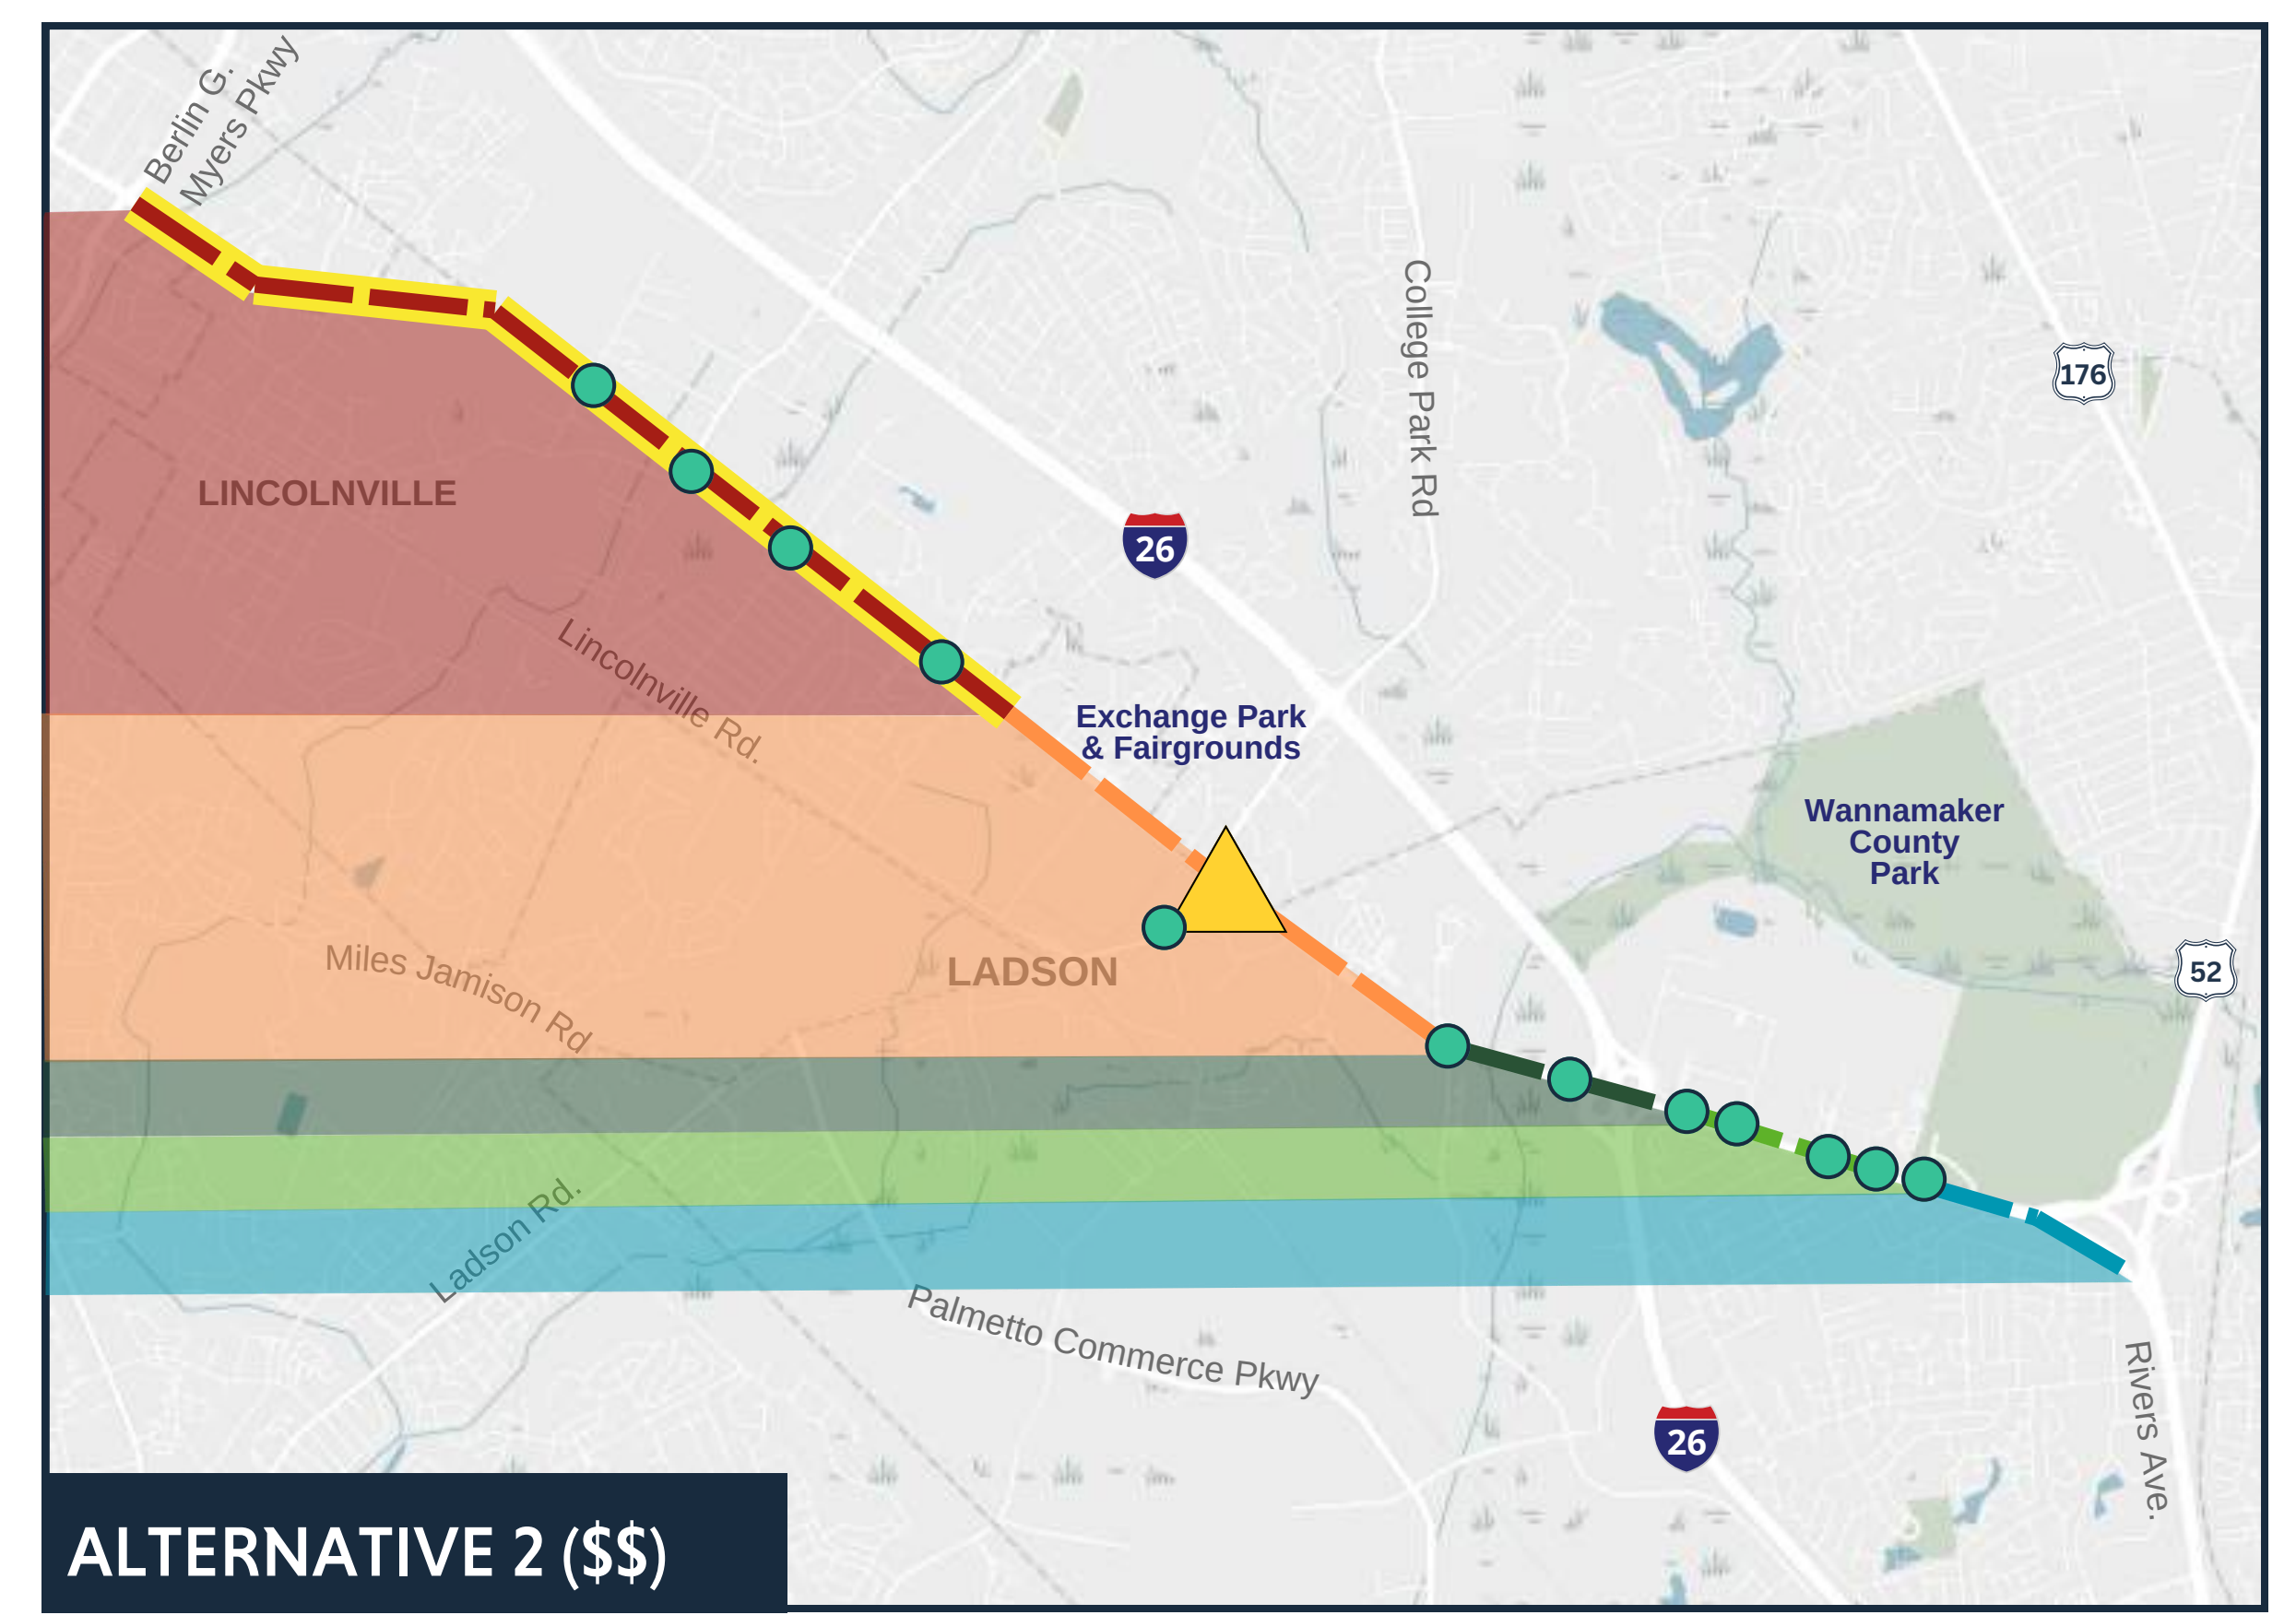 Berlin G.
Myers Pkwy
College Park Rd
176
LINCOLNVILLE
26
Lincolnville Rd.
Exchange Park
& Fairgrounds
Wannamaker
County
Park
Miles Jamison Rd
LADSON
52
Ladson Rd.
Palmetto Commerce Pkwy
Rivers Ave.
26
ALTERNATIVE 2 ($$)